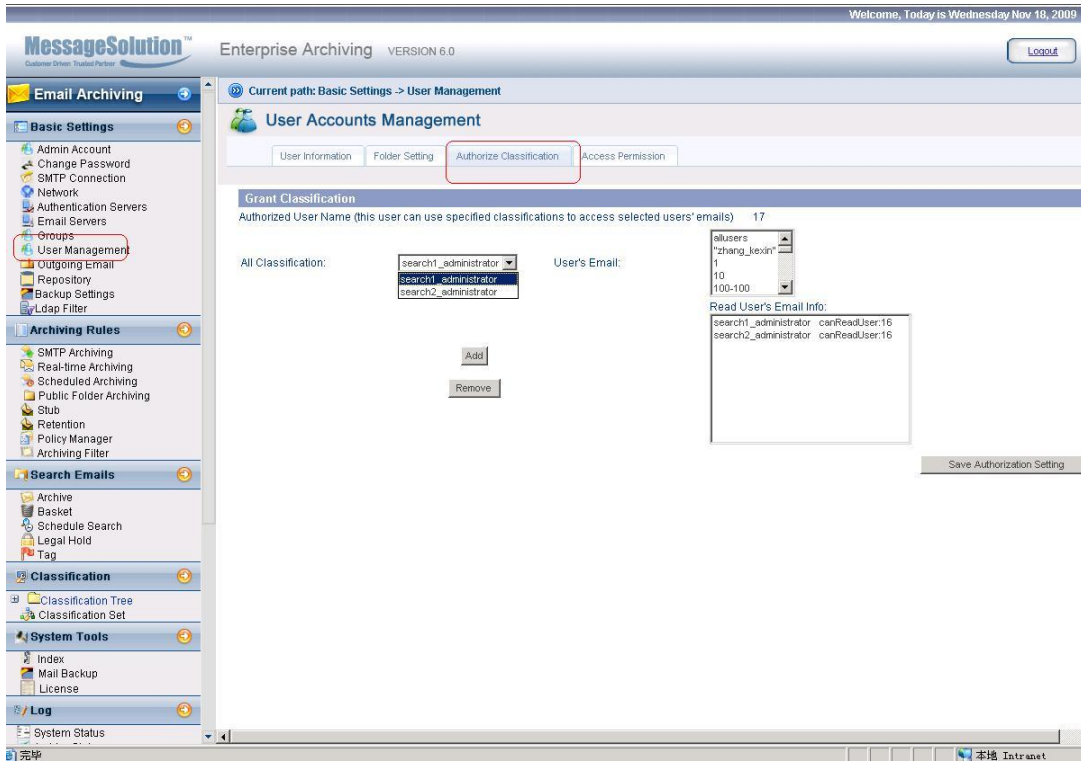 Welcome, Today is Wednesday Nov 18, 2009
MessageSolution™
Customer Driven Trusted Partner
Enterprise Archiving VERSION 6.0
Logout
Email Archiving
Basic Settings
Admin Account
Change Password
SMTP Connection
Network
Authentication Servers
Email Servers
Groups
User Management
Outgoing Email
Repository
Backup Settings
Ldap Filter
Archiving Rules
SMTP Archiving
Real-time Archiving
Scheduled Archiving
Public Folder Archiving
Stub
Retention
Policy Manager
Archiving Filter
Search Emails
Archive
Basket
Schedule Search
Legal Hold
Tag
Classification
Classification Tree
Classification Set
System Tools
Index
Mail Backup
License
Log
System Status
Current path: Basic Settings -> User Management
User Accounts Management
User Information
Folder Setting
Authorize Classification
Access Permission
Grant Classification
Authorized User Name (this user can use specified classifications to access selected users' emails) 17
All Classification:
search1_administrator
search1_administrator
search2_administrator
User's Email:
allusers
"zhang_kexin"
1
10
100-100
Read User's Email Info:
search1_administrator canReadUser:16
search2_administrator canReadUser:16
Add
Remove
Save Authorization Setting
完毕
本地 Intranet